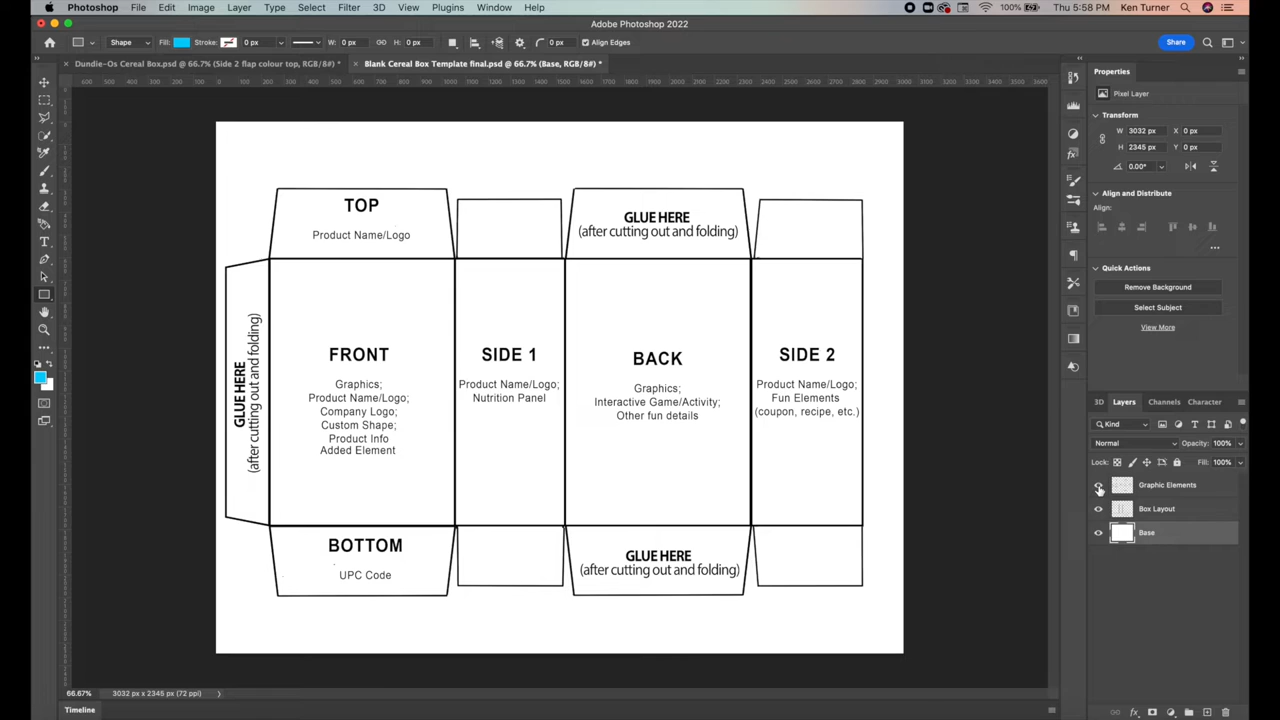 Photoshop File Edit Image Layer Type Select Filter 3D View Plugins Window Help
100% Thu 5:58 PM Ken Turner
Adobe Photoshop 2022
Shape Fill: Stroke: 0 px W: 0 px H: 0 px 0 px Align Edges Share
Dundie-Os Cereal Box.psd @ 66.7% (Side 2 flap colour top, RGB/8#) *
Blank Cereal Box Template final.psd @ 66.7% (Base, RGB/8#) *
Properties
Pixel Layer
Transform
W 3032 px X 0 px
H 2345 px Y 0 px
0.00°
Align and Distribute
Align:
Quick Actions
Remove Background
Select Subject
View More
TOP
Product Name/Logo
GLUE HERE
(after cutting out and folding)
GLUE HERE
(after cutting out and folding)
FRONT
Graphics;
Product Name/Logo;
Company Logo;
Custom Shape;
Product Info
Added Element
SIDE 1
Product Name/Logo;
Nutrition Panel
BACK
Graphics;
Interactive Game/Activity;
Other fun details
SIDE 2
Product Name/Logo;
Fun Elements
(coupon, recipe, etc.)
BOTTOM
UPC Code
GLUE HERE
(after cutting out and folding)
3D Layers Channels Character
Kind
Normal Opacity: 100%
Lock: Fill: 100%
Graphic Elements
Box Layout
Base
66.67% 3032 px x 2345 px (72 ppi)
Timeline